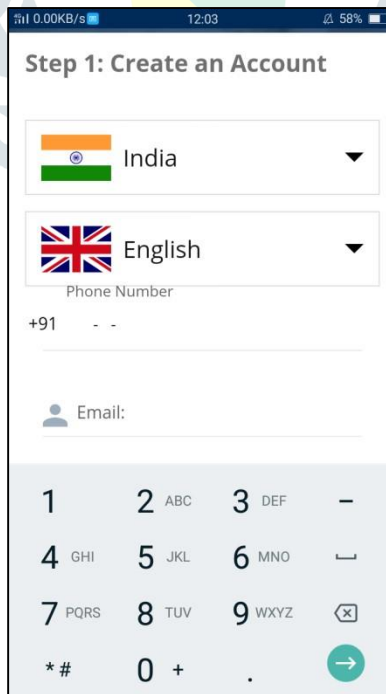 0.00KB/s 12:03 58%
Step 1: Create an Account
India
English
Phone Number
+91 - -
Email:
1 2 ABC 3 DEF -
4 GHI 5 JKL 6 MNO
7 PQRS 8 TUV 9 WXYZ
*# 0 + .